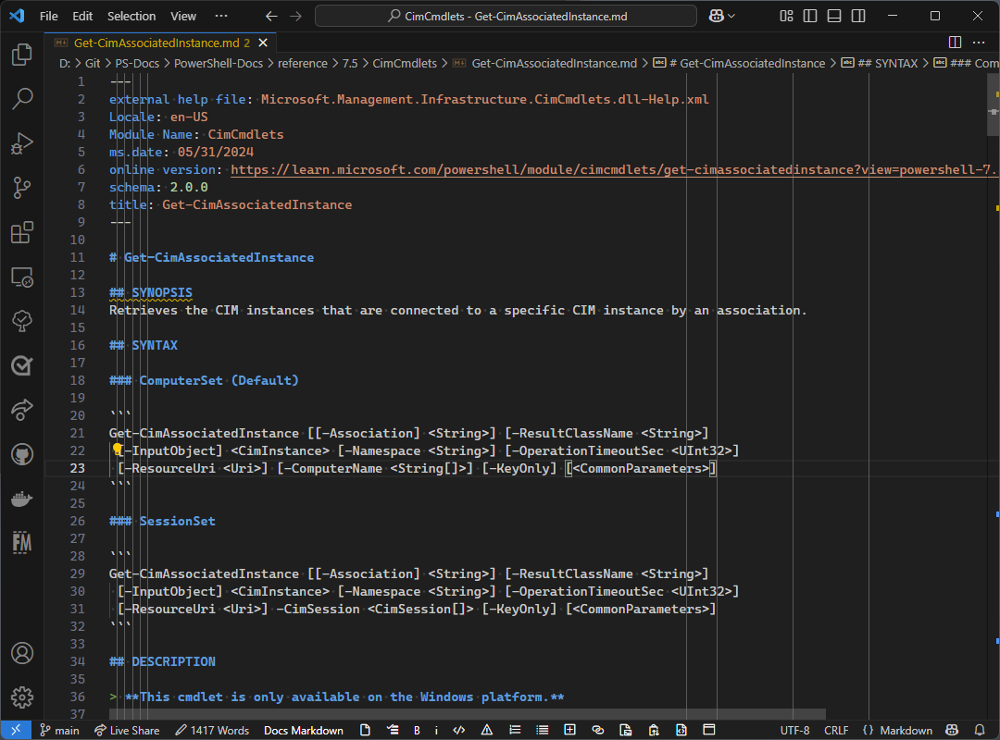 File Edit Selection View ··· CimCmdlets - Get-CimAssociatedInstance.md
Get-CimAssociatedInstance.md 2
D: > Git > PS-Docs > PowerShell-Docs > reference > 7.5 > CimCmdlets > Get-CimAssociatedInstance.md > # Get-CimAssociatedInstance > ## SYNTAX > ### Com
1 ---
2 external help file: Microsoft.Management.Infrastructure.CimCmdlets.dll-Help.xml
3 Locale: en-US
4 Module Name: CimCmdlets
5 ms.date: 05/31/2024
6 online version: https://learn.microsoft.com/powershell/module/cimcmdlets/get-cimassociatedinstance?view=powershell-7.
7 schema: 2.0.0
8 title: Get-CimAssociatedInstance
9 ---
10
11 # Get-CimAssociatedInstance
12
13 ## SYNOPSIS
14 Retrieves the CIM instances that are connected to a specific CIM instance by an association.
15
16 ## SYNTAX
17
18 ### ComputerSet (Default)
19
20 ```
21 Get-CimAssociatedInstance [[-Association] <String>] [-ResultClassName <String>]
22 [-InputObject] <CimInstance> [-Namespace <String>] [-OperationTimeoutSec <UInt32>]
23 [-ResourceUri <Uri>] [-ComputerName <String[]>] [-KeyOnly] [<CommonParameters>]
24 ```
25
26 ### SessionSet
27
28 ```
29 Get-CimAssociatedInstance [[-Association] <String>] [-ResultClassName <String>]
30 [-InputObject] <CimInstance> [-Namespace <String>] [-OperationTimeoutSec <UInt32>]
31 [-ResourceUri <Uri>] -CimSession <CimSession[]> [-KeyOnly] [<CommonParameters>]
32 ```
33
34 ## DESCRIPTION
35
36 > **This cmdlet is only available on the Windows platform.**
37
FM
main Live Share 1417 Words Docs Markdown B i UTF-8 CRLF {} Markdown